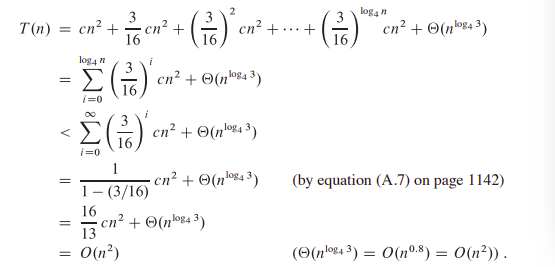 T(n) = cn² + 3/16 cn² + (3/16)² cn² + ⋯ + (3/16)^(log₄ n) cn² + Θ(n^(log₄ 3))
= ∑_{i=0}^{log₄ n} (3/16)^i cn² + Θ(n^(log₄ 3))
< ∑_{i=0}^{∞} (3/16)^i cn² + Θ(n^(log₄ 3))
= 1/(1 − (3/16)) cn² + Θ(n^(log₄ 3)) (by equation (A.7) on page 1142)
= 16/13 cn² + Θ(n^(log₄ 3))
= O(n²) (Θ(n^(log₄ 3)) = O(n^0.8) = O(n²)) .